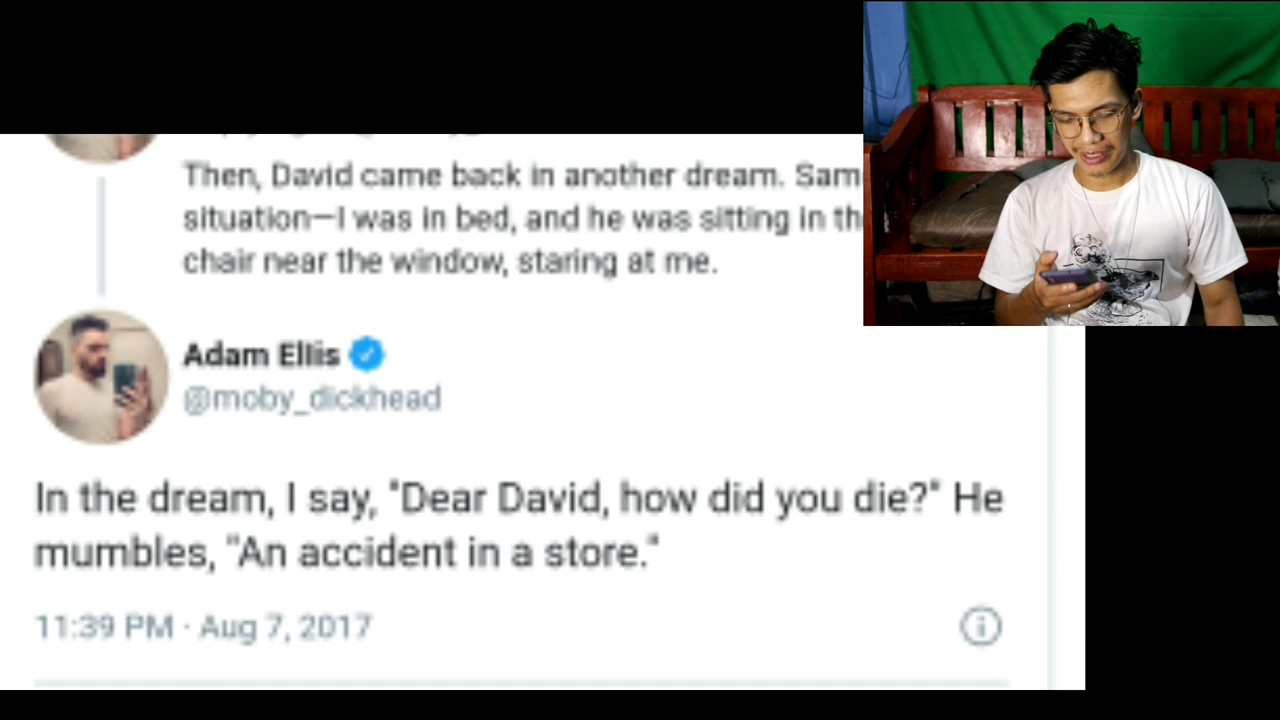 Then, David came back in another dream. Sam
situation—I was in bed, and he was sitting in th
chair near the window, staring at me.
Adam Ellis
@moby_dickhead
In the dream, I say, "Dear David, how did you die?" He
mumbles, "An accident in a store."
11:39 PM · Aug 7, 2017